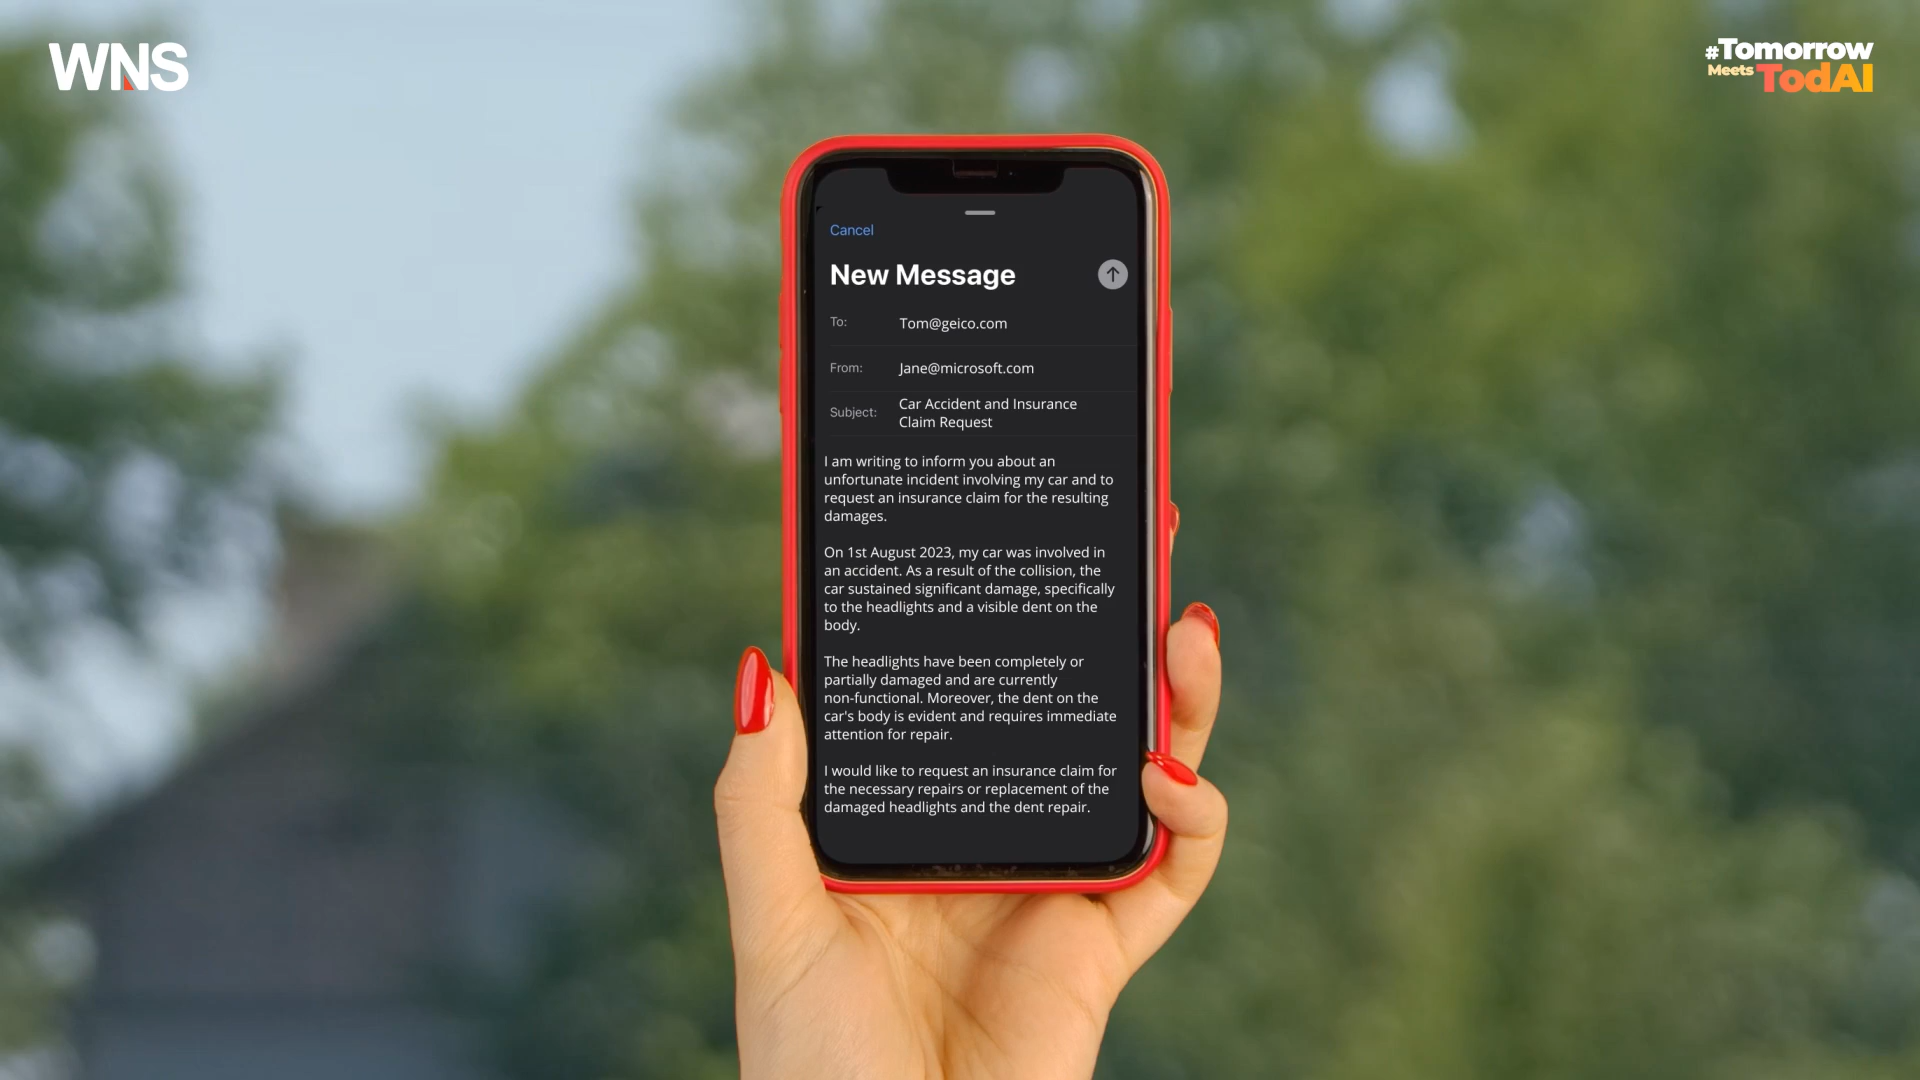 WNS
#Tomorrow
Meets TodAI
Cancel
New Message
To: Tom@geico.com
From: Jane@microsoft.com
Subject: Car Accident and Insurance
Claim Request
I am writing to inform you about an
unfortunate incident involving my car and to
request an insurance claim for the resulting
damages.
On 1st August 2023, my car was involved in
an accident. As a result of the collision, the
car sustained significant damage, specifically
to the headlights and a visible dent on the
body.
The headlights have been completely or
partially damaged and are currently
non-functional. Moreover, the dent on the
car's body is evident and requires immediate
attention for repair.
I would like to request an insurance claim for
the necessary repairs or replacement of the
damaged headlights and the dent repair.